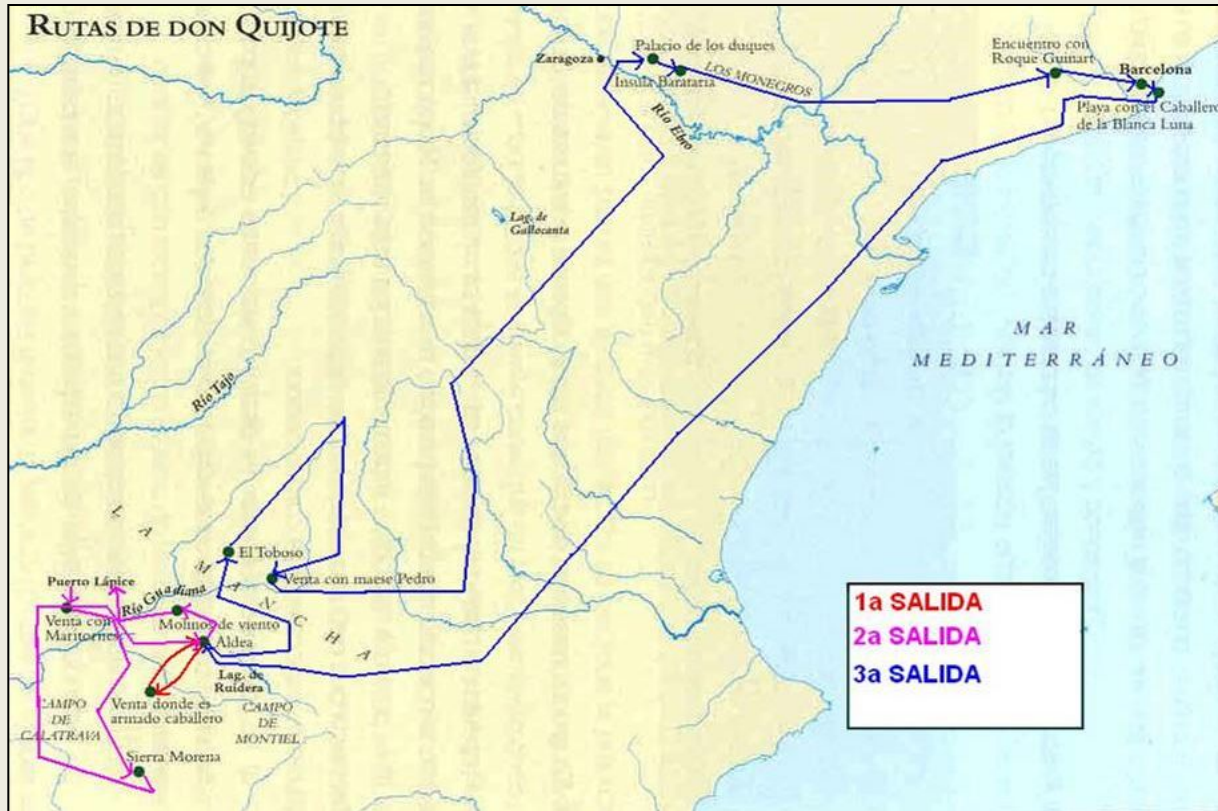 RUTAS DE DON QUIJOTE
Zaragoza
Palacio de los duques
Insula Barataria
LOS MONEGROS
Encuentro con
Roque Guinart
Barcelona
Playa con el Caballero
de la Blanca Luna
Río Ebro
Lag. de
Gallocanta
MAR
MEDITERRÁNEO
Río Tajo
LA MANCHA
El Toboso
Venta con maese Pedro
Puerto Lápice
Río Guadiana
Venta con
Maritornes
Molinos de viento
Aldea
Lag. de
Ruidera
Venta donde es
armado caballero
CAMPO
DE
CALATRAVA
CAMPO
DE
MONTIEL
Sierra Morena
1a SALIDA
2a SALIDA
3a SALIDA